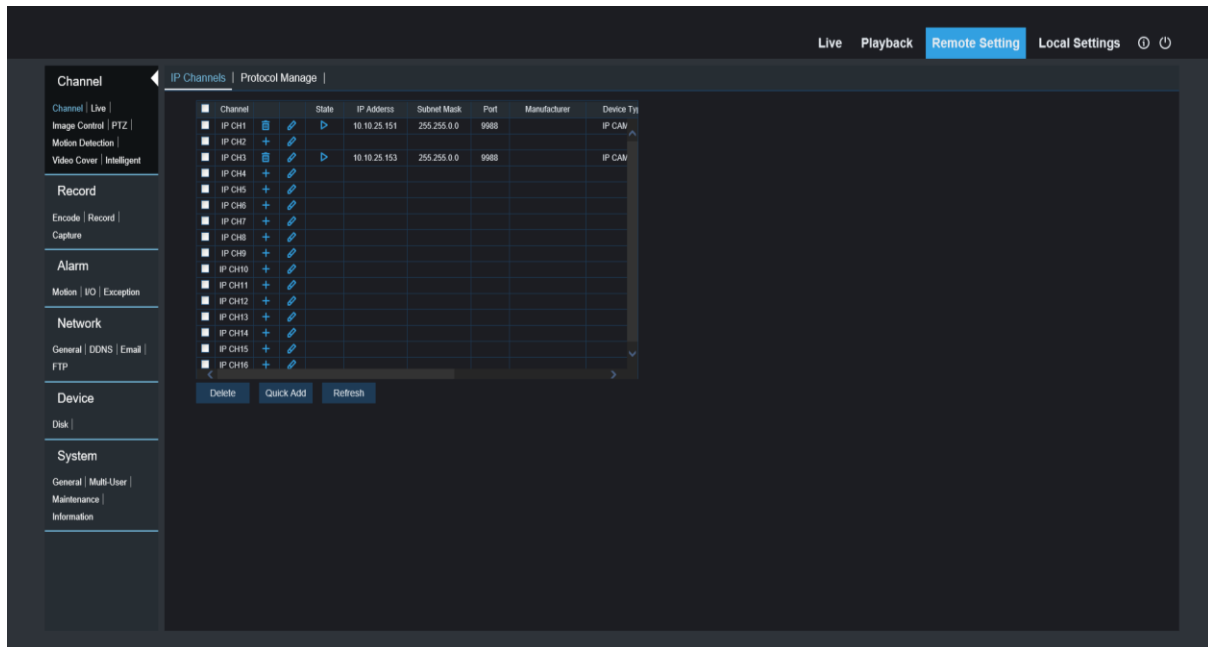 Live Playback Remote Setting Local Settings
Channel
Channel | Live |
Image Control | PTZ |
Motion Detection |
Video Cover | Intelligent
Record
Encode | Record |
Capture
Alarm
Motion | I/O | Exception
Network
General | DDNS | Email |
FTP
Device
Disk |
System
General | Multi-User |
Maintenance |
Information
IP Channels | Protocol Manage |
Channel State IP Adderss Subnet Mask Port Manufacturer Device Typ
IP CH1 10.10.25.151 255.255.0.0 9988 IP CAM
IP CH2
IP CH3 10.10.25.153 255.255.0.0 9988 IP CAM
IP CH4
IP CH5
IP CH6
IP CH7
IP CH8
IP CH9
IP CH10
IP CH11
IP CH12
IP CH13
IP CH14
IP CH15
IP CH16
Delete Quick Add Refresh